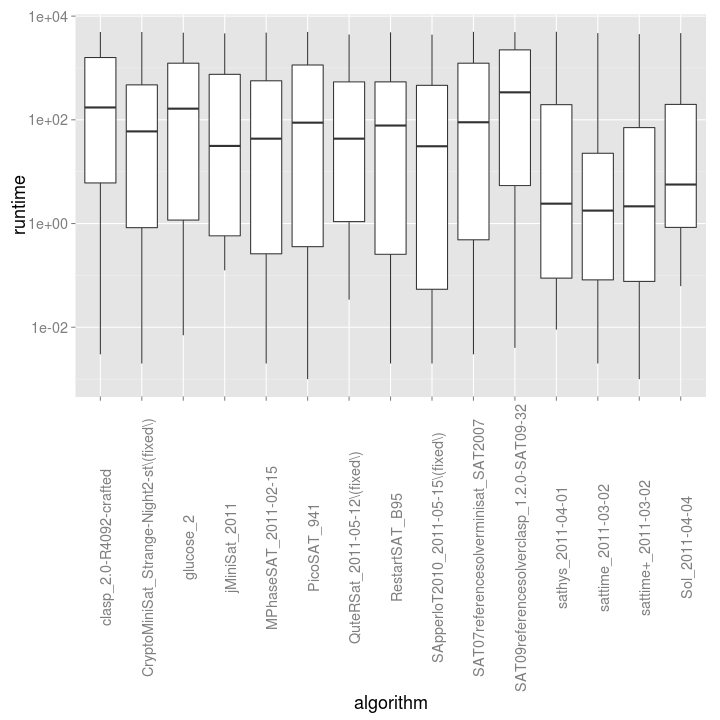 1e+04
1e+02
1e+00
1e-02
runtime
clasp_2.0-R4092-crafted
CryptoMiniSat_Strange-Night2-st\(fixed\)
glucose_2
jMiniSat_2011
MPhaseSAT_2011-02-15
PicoSAT_941
QuteRSat_2011-05-12\(fixed\)
RestartSAT_B95
SApperloT2010_2011-05-15\(fixed\)
SAT07referencesolverminisat_SAT2007
SAT09referencesolverclasp_1.2.0-SAT09-32
sathys_2011-04-01
sattime_2011-03-02
sattime+_2011-03-02
Sol_2011-04-04
algorithm